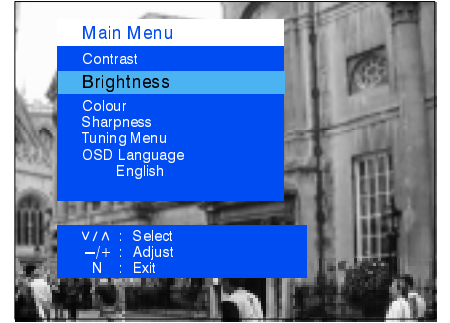 Main Menu
Contrast
Brightness
Colour
Sharpness
Tuning Menu
OSD Language
English
∨/∧ : Select
–/+ : Adjust
N : Exit